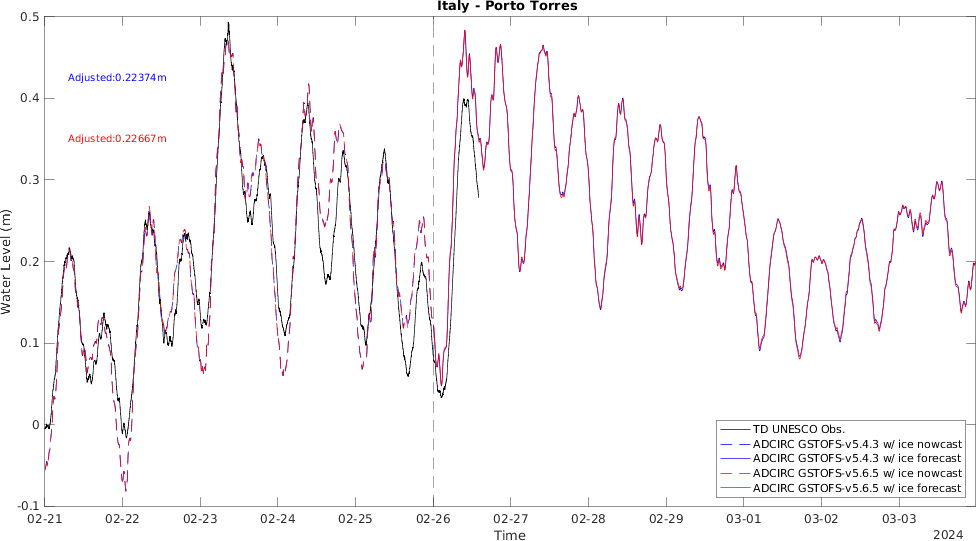 Italy - Porto Torres
0.5
0.4
0.3
0.2
0.1
0
-0.1
Water Level (m)
Adjusted:0.22374m
Adjusted:0.22667m
TD UNESCO Obs.
ADCIRC GSTOFS-v5.4.3 w/ ice nowcast
ADCIRC GSTOFS-v5.4.3 w/ ice forecast
ADCIRC GSTOFS-v5.6.5 w/ ice nowcast
ADCIRC GSTOFS-v5.6.5 w/ ice forecast
02-21 02-22 02-23 02-24 02-25 02-26 02-27 02-28 02-29 03-01 03-02 03-03
Time
2024